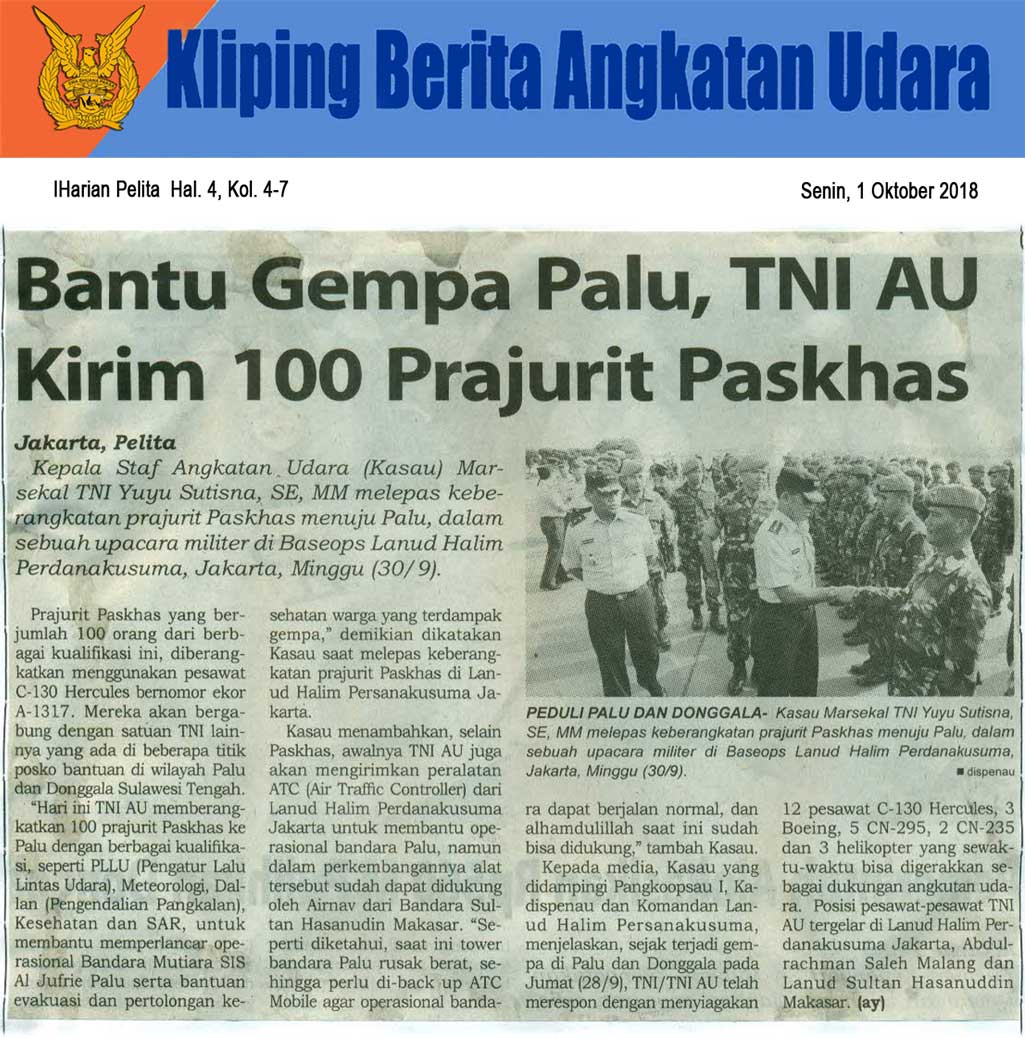 Kliping Berita Angkatan Udara
IHarian Pelita Hal. 4, Kol. 4-7
Senin, 1 Oktober 2018
Bantu Gempa Palu, TNI AU
Kirim 100 Prajurit Paskhas
Jakarta, Pelita
Kepala Staf Angkatan Udara (Kasau) Mar-
sekal TNI Yuyu Sutisna, SE, MM melepas kebe-
rangkatan prajurit Paskhas menuju Palu, dalam
sebuah upacara militer di Baseops Lanud Halim
Perdanakusuma, Jakarta, Minggu (30/9).
Prajurit Paskhas yang ber-
jumlah 100 orang dari berb-
agai kualifikasi ini, diberang-
katkan menggunakan pesawat
C-130 Hercules bernomor ekor
A-1317. Mereka akan berga-
bung dengan satuan TNI lain-
nya yang ada di beberapa titik
posko bantuan di wilayah Palu
dan Donggala Sulawesi Tengah.
"Hari ini TNI AU memberang-
katkan 100 prajurit Paskhas ke
Palu dengan berbagai kualifika-
si, seperti PLLU (Pengatur Lalu
Lintas Udara), Meteorologi, Dal-
lan (Pengendalian Pangkalan),
Kesehatan dan SAR, untuk
membantu memperlancar ope-
rasional Bandara Mutiara SIS
Al Jufrie Palu serta bantuan
evakuasi dan pertolongan ke-
sehatan warga yang terdampak
gempa," demikian dikatakan
Kasau saat melepas keberang-
katan prajurit Paskhas di Lan-
ud Halim Persanakusuma Ja-
karta.
Kasau menambahkan, selain
Paskhas, awalnya TNI AU juga
akan mengirimkan peralatan
ATC (Air Traffic Controller) dari
Lanud Halim Perdanakusuma
Jakarta untuk membantu ope-
rasional bandara Palu, namun
dalam perkembangannya alat
tersebut sudah dapat didukung
oleh Airnav dari Bandara Sul-
tan Hasanudin Makasar. "Se-
perti diketahui, saat ini tower
bandara Palu rusak berat, se-
hingga perlu di-back up ATC
Mobile agar operasional banda-
PEDULI PALU DAN DONGGALA- Kasau Marsekal TNI Yuyu Sutisna,
SE, MM melepas keberangkatan prajurit Paskhas menuju Palu, dalam
sebuah upacara militer di Baseops Lanud Halim Perdanakusuma,
Jakarta, Minggu (30/9).
■ dispenau
ra dapat berjalan normal, dan
alhamdulillah saat ini sudah
bisa didukung," tambah Kasau.
Kepada media, Kasau yang
didampingi Pangkoopsau I, Ka-
dispenau dan Komandan Lan-
ud Halim Persanakusuma,
menjelaskan, sejak terjadi gem-
pa di Palu dan Donggala pada
Jumat (28/9), TNI/TNI AU telah
merespon dengan menyiagakan
12 pesawat C-130 Hercules, 3
Boeing, 5 CN-295, 2 CN-235
dan 3 helikopter yang sewak-
tu-waktu bisa digerakkan se-
bagai dukungan angkutan uda-
ra. Posisi pesawat-pesawat TNI
AU tergelar di Lanud Halim Per-
danakusuma Jakarta, Abdul-
rachman Saleh Malang dan
Lanud Sultan Hasanuddin
Makasar. (ay)